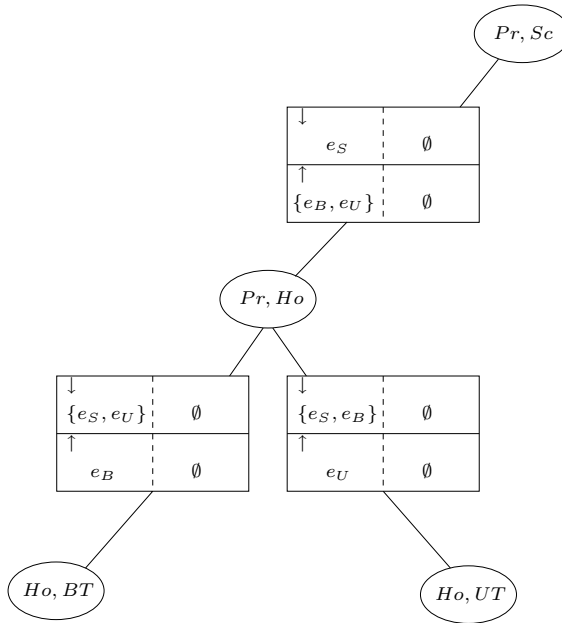 Pr, Sc
↓
e_S ∅
↑
{e_B, e_U} ∅
Pr, Ho
↓ ↓
{e_S, e_U} ∅ {e_S, e_B} ∅
↑ ↑
e_B ∅ e_U ∅
Ho, BT Ho, UT